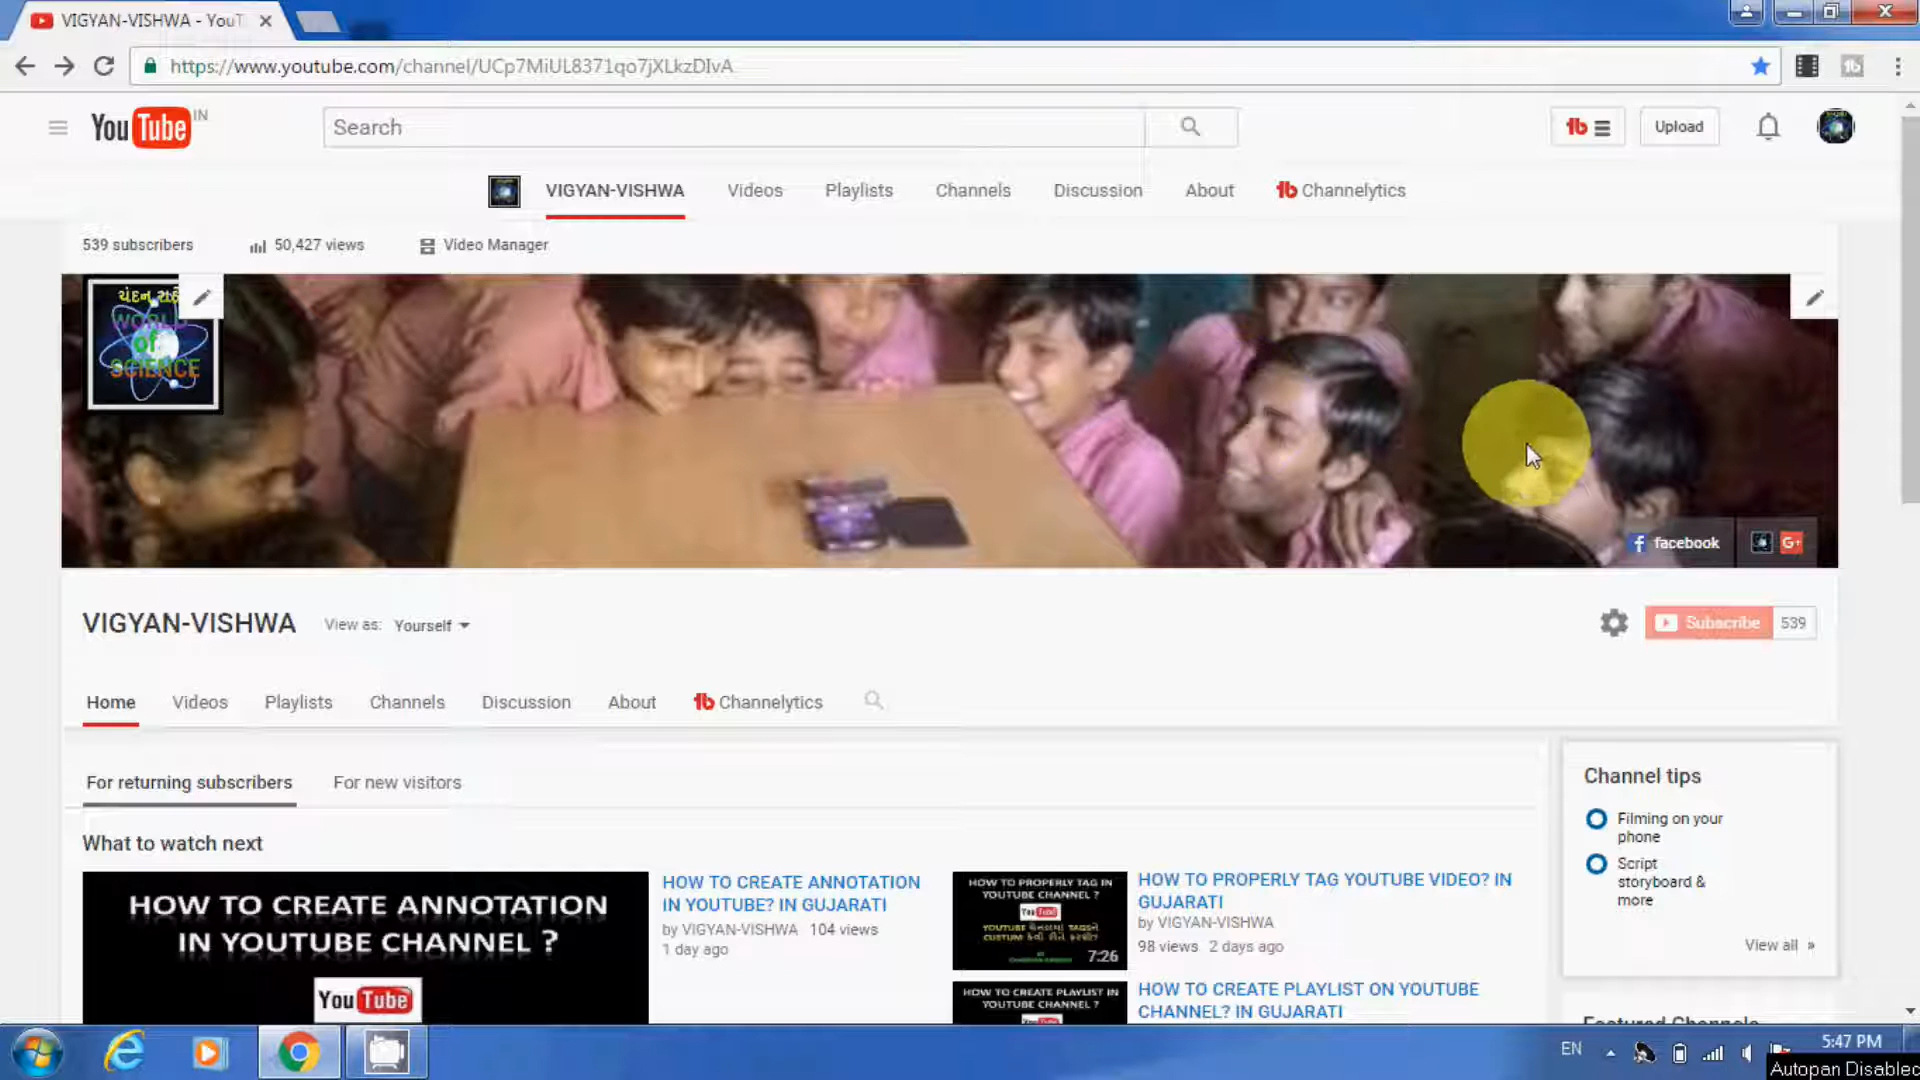 VIGYAN-VISHWA - YouT
https://www.youtube.com/channel/UCp7MiUL8371qo7jXLkzDIvA
YouTube IN
Search
Upload
VIGYAN-VISHWA Videos Playlists Channels Discussion About Channelytics
539 subscribers 50,427 views Video Manager
WORLD
of
SCIENCE
facebook G+
VIGYAN-VISHWA View as: Yourself
Subscribe 539
Home Videos Playlists Channels Discussion About Channelytics
For returning subscribers For new visitors
What to watch next
HOW TO CREATE ANNOTATION
IN YOUTUBE CHANNEL ?
YouTube
HOW TO CREATE ANNOTATION
IN YOUTUBE? IN GUJARATI
by VIGYAN-VISHWA 104 views
1 day ago
HOW TO PROPERLY TAG IN
YOUTUBE CHANNEL ?
YouTube
7:26
HOW TO PROPERLY TAG YOUTUBE VIDEO? IN
GUJARATI
by VIGYAN-VISHWA
98 views 2 days ago
HOW TO CREATE PLAYLIST IN
YOUTUBE CHANNEL ?
HOW TO CREATE PLAYLIST ON YOUTUBE
CHANNEL? IN GUJARATI
Channel tips
Filming on your
phone
Script
storyboard &
more
View all »
Featured Channels
EN
5:47 PM
Autopan Disabled